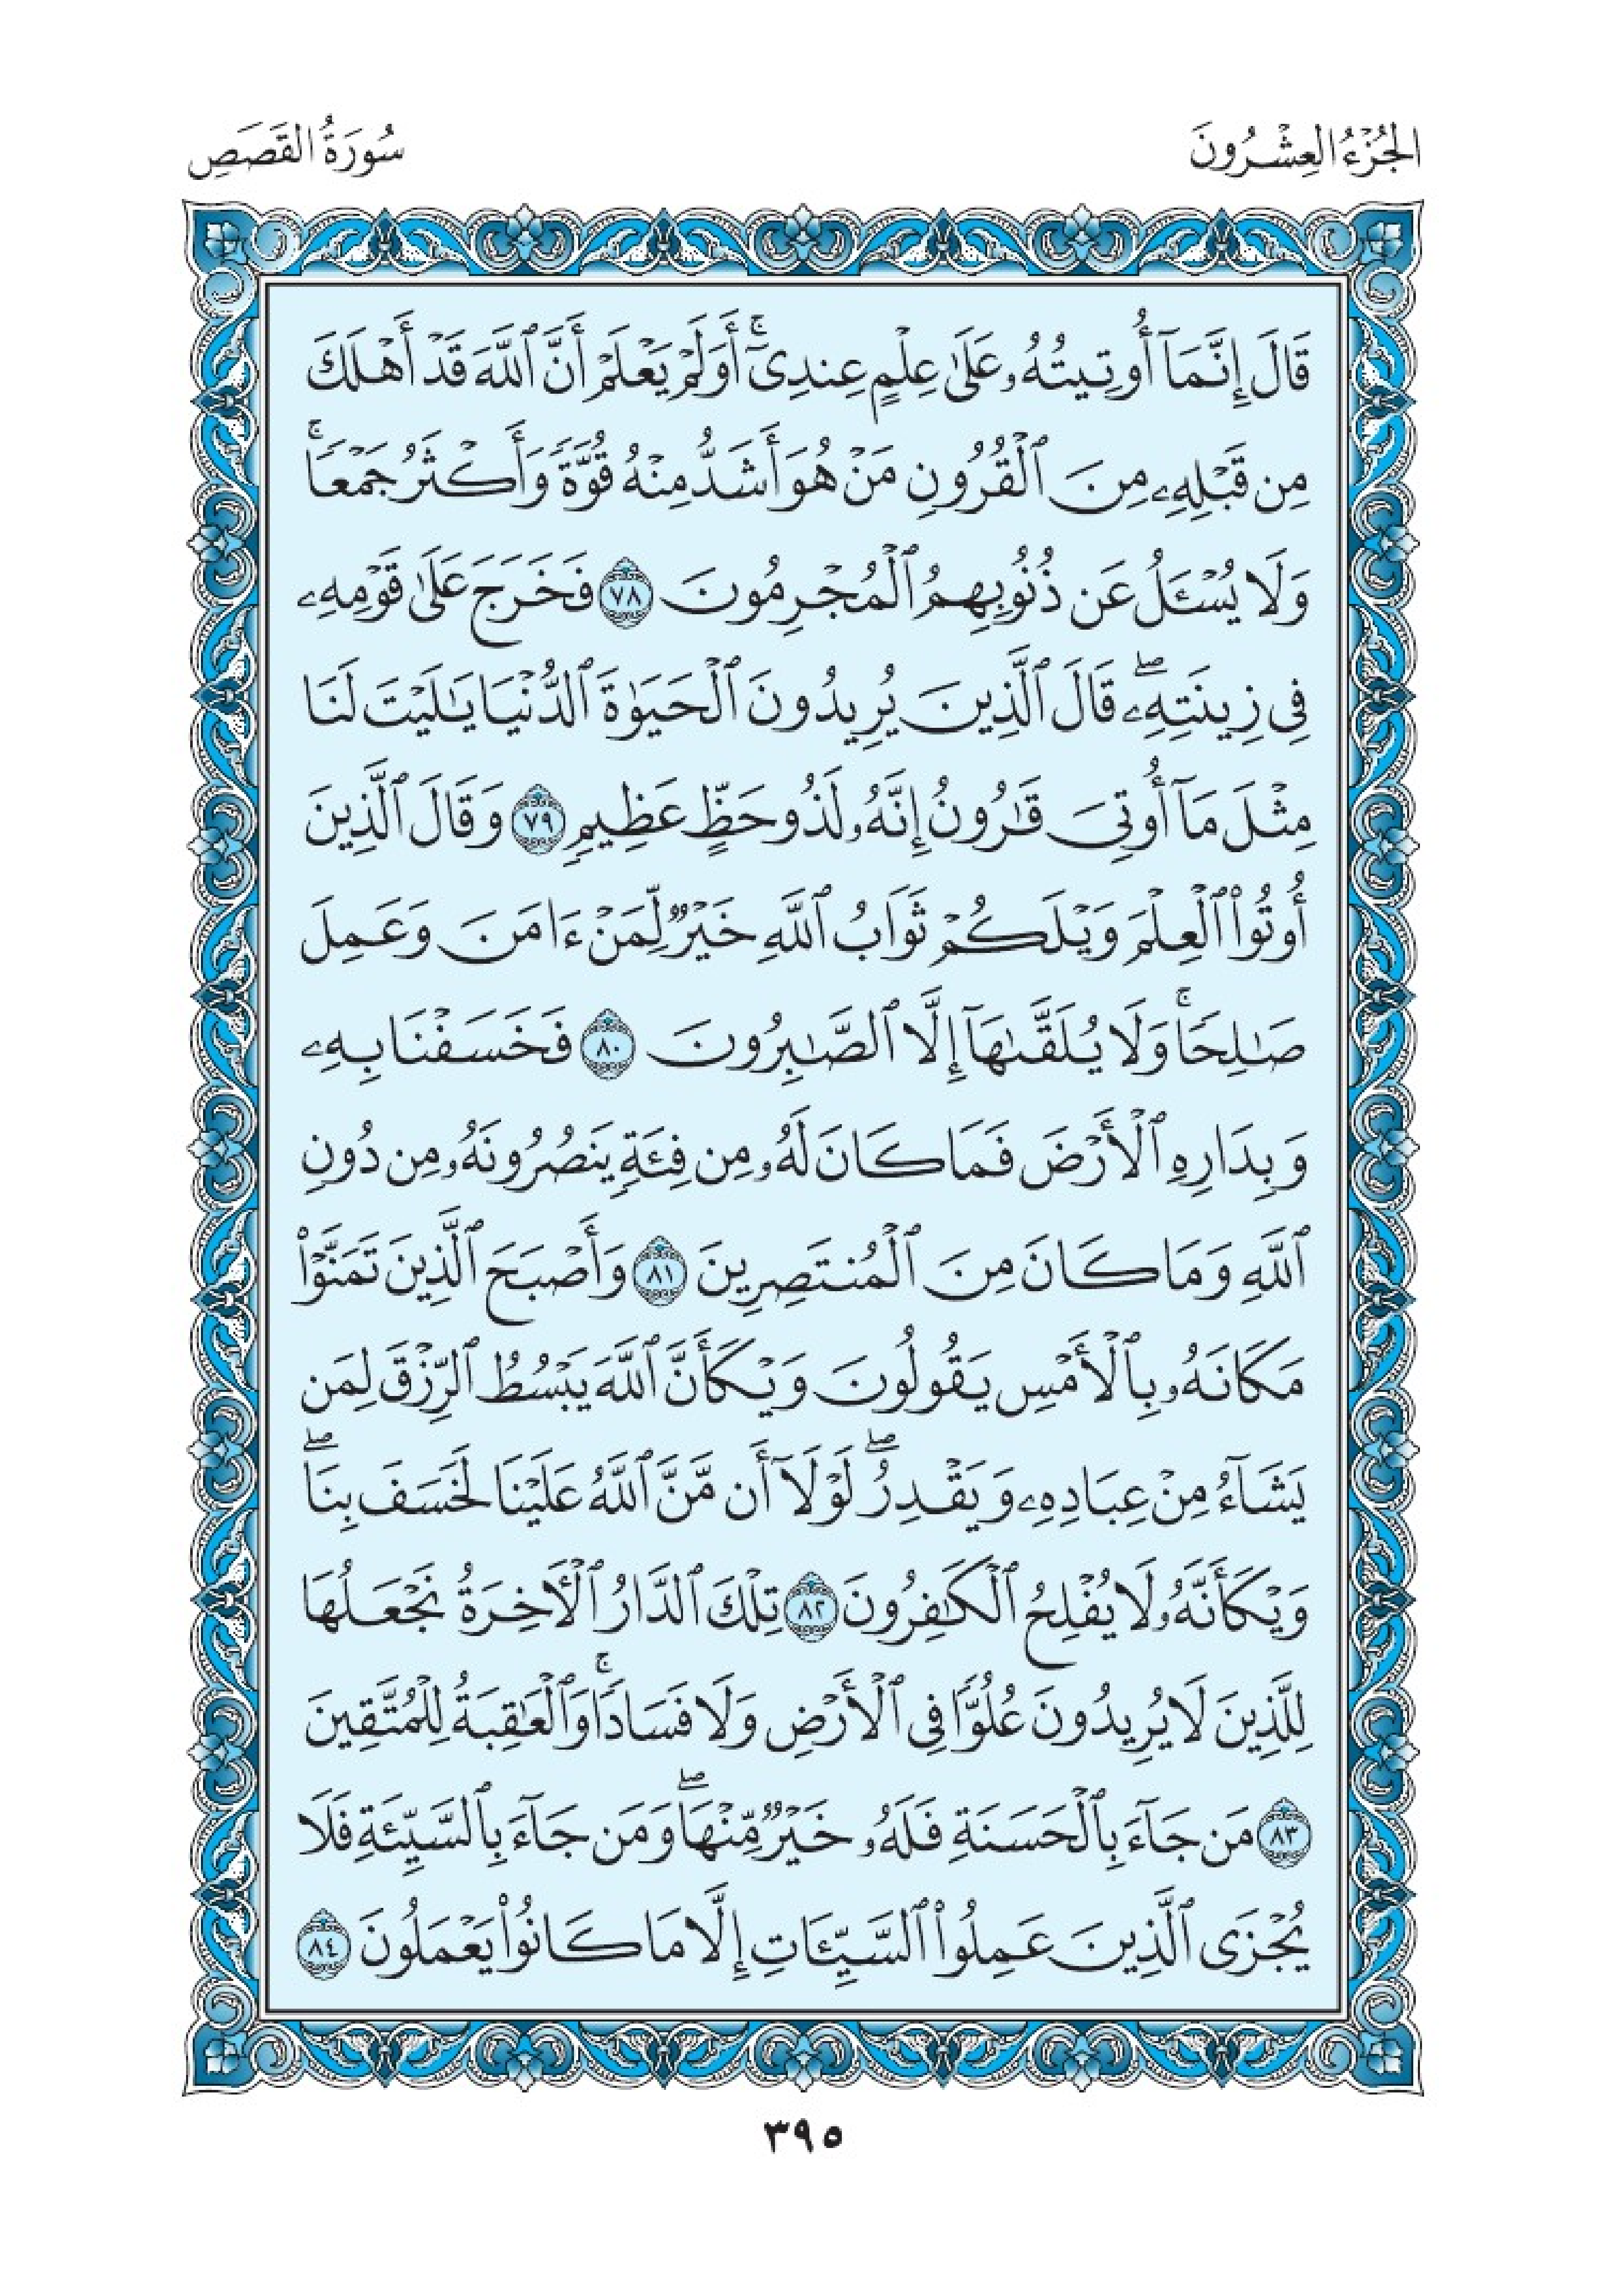 الجُزْءُ العِشْرُونَ
سُورَةُ القَصَصِ
قَالَ إِنَّمَآ أُوتِيتُهُۥ عَلَىٰ عِلْمٍ عِندِىٓ ۚ أَوَلَمْ يَعْلَمْ أَنَّ ٱللَّهَ قَدْ أَهْلَكَ
مِن قَبْلِهِۦ مِنَ ٱلْقُرُونِ مَنْ هُوَ أَشَدُّ مِنْهُ قُوَّةً وَأَكْثَرُ جَمْعًا ۚ
وَلَا يُسْـَٔلُ عَن ذُنُوبِهِمُ ٱلْمُجْرِمُونَ ٧٨ فَخَرَجَ عَلَىٰ قَوْمِهِۦ
فِى زِينَتِهِۦ ۖ قَالَ ٱلَّذِينَ يُرِيدُونَ ٱلْحَيَوٰةَ ٱلدُّنْيَا يَـٰلَيْتَ لَنَا
مِثْلَ مَآ أُوتِىَ قَـٰرُونُ إِنَّهُۥ لَذُو حَظٍّ عَظِيمٍ ٧٩ وَقَالَ ٱلَّذِينَ
أُوتُوا۟ ٱلْعِلْمَ وَيْلَكُمْ ثَوَابُ ٱللَّهِ خَيْرٌ لِّمَنْ ءَامَنَ وَعَمِلَ
صَـٰلِحًا ۚ وَلَا يُلَقَّىٰهَآ إِلَّا ٱلصَّـٰبِرُونَ ٨٠ فَخَسَفْنَا بِهِۦ
وَبِدَارِهِ ٱلْأَرْضَ فَمَا كَانَ لَهُۥ مِن فِئَةٍ يَنصُرُونَهُۥ مِن دُونِ
ٱللَّهِ وَمَا كَانَ مِنَ ٱلْمُنتَصِرِينَ ٨١ وَأَصْبَحَ ٱلَّذِينَ تَمَنَّوْا۟
مَكَانَهُۥ بِٱلْأَمْسِ يَقُولُونَ وَيْكَأَنَّ ٱللَّهَ يَبْسُطُ ٱلرِّزْقَ لِمَن
يَشَآءُ مِنْ عِبَادِهِۦ وَيَقْدِرُ ۖ لَوْلَآ أَن مَّنَّ ٱللَّهُ عَلَيْنَا لَخَسَفَ بِنَا ۖ
وَيْكَأَنَّهُۥ لَا يُفْلِحُ ٱلْكَـٰفِرُونَ ٨٢ تِلْكَ ٱلدَّارُ ٱلْـَٔاخِرَةُ نَجْعَلُهَا
لِلَّذِينَ لَا يُرِيدُونَ عُلُوًّا فِى ٱلْأَرْضِ وَلَا فَسَادًا ۚ وَٱلْعَـٰقِبَةُ لِلْمُتَّقِينَ
٨٣ مَن جَآءَ بِٱلْحَسَنَةِ فَلَهُۥ خَيْرٌ مِّنْهَا ۖ وَمَن جَآءَ بِٱلسَّيِّئَةِ فَلَا
يُجْزَى ٱلَّذِينَ عَمِلُوا۟ ٱلسَّيِّـَٔاتِ إِلَّا مَا كَانُوا۟ يَعْمَلُونَ ٨٤
٣٩٥